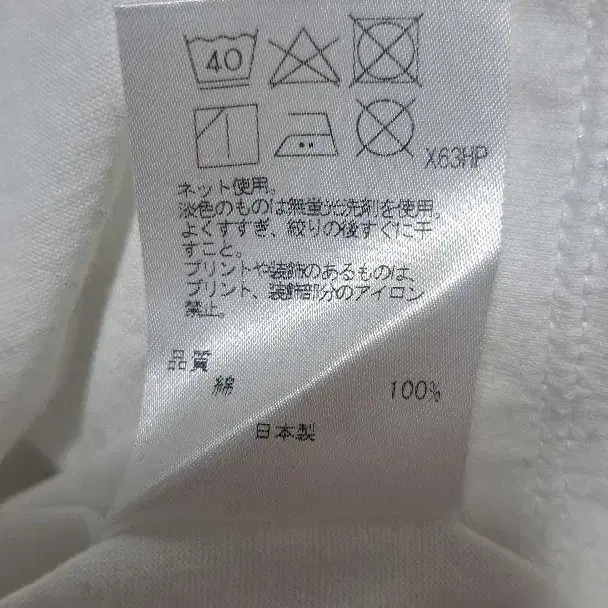 40
X63HP
ネット使用。
淡色のものは無蛍光洗剤を使用。
よくすすぎ、絞りの後すぐに干
すこと。
プリントや装飾のあるものは、
プリント、装飾部分のアイロン
禁止。
品質
綿 100%
日本製